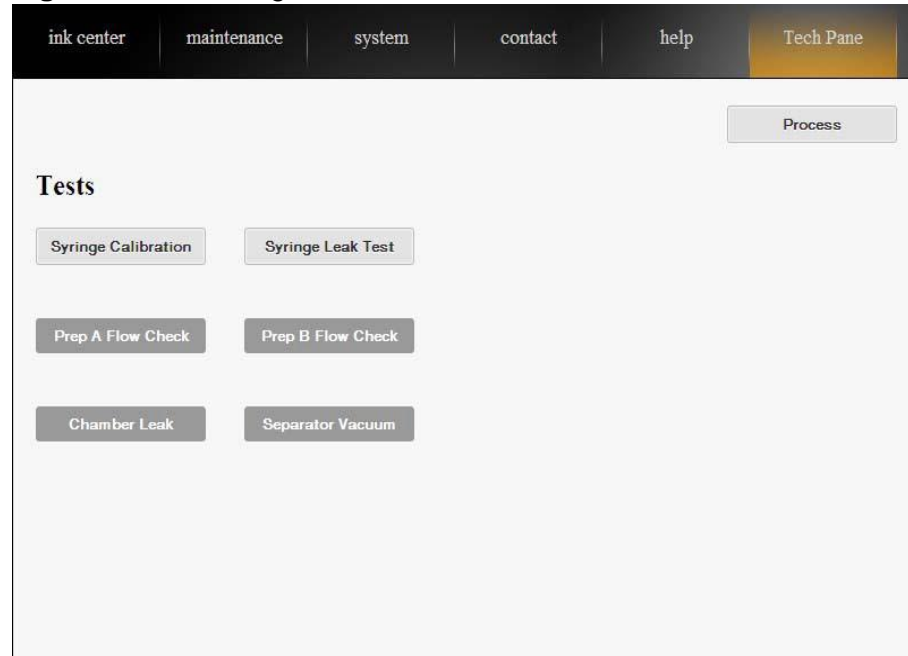 ink center maintenance system contact help Tech Pane
Process
Tests
Syringe Calibration Syringe Leak Test
Prep A Flow Check Prep B Flow Check
Chamber Leak Separator Vacuum